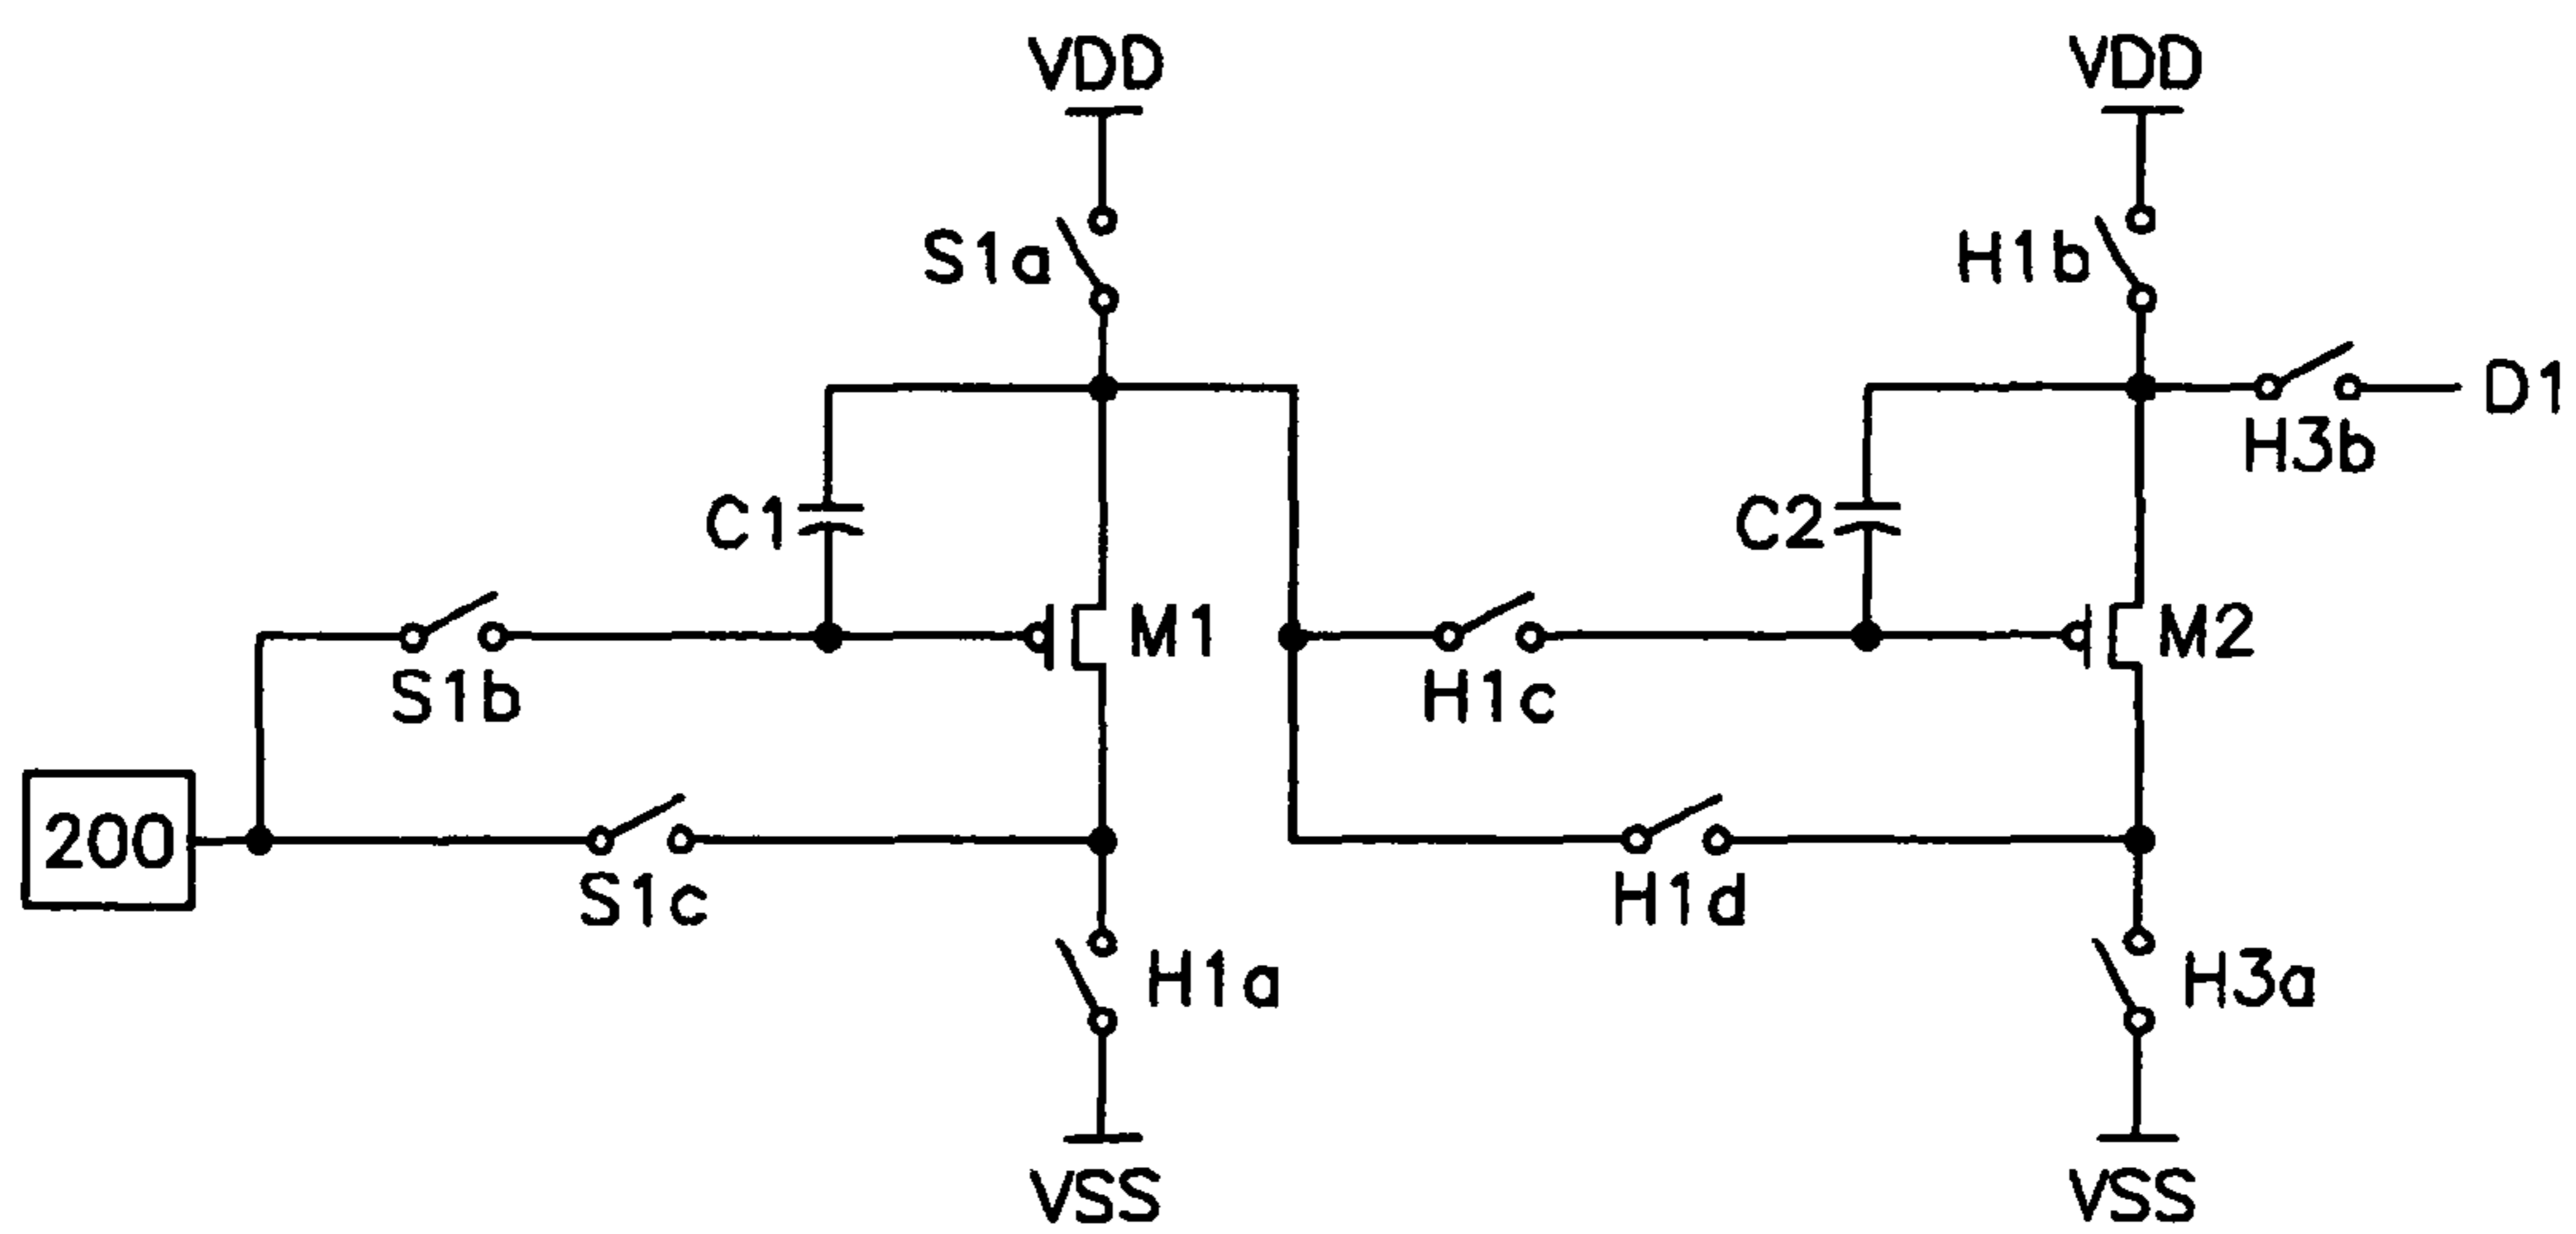 VDD
VDD
S1a
H1b
D1
H3b
C1
C2
M1
M2
S1b
H1c
200
S1c
H1d
H1a
H3a
VSS
VSS